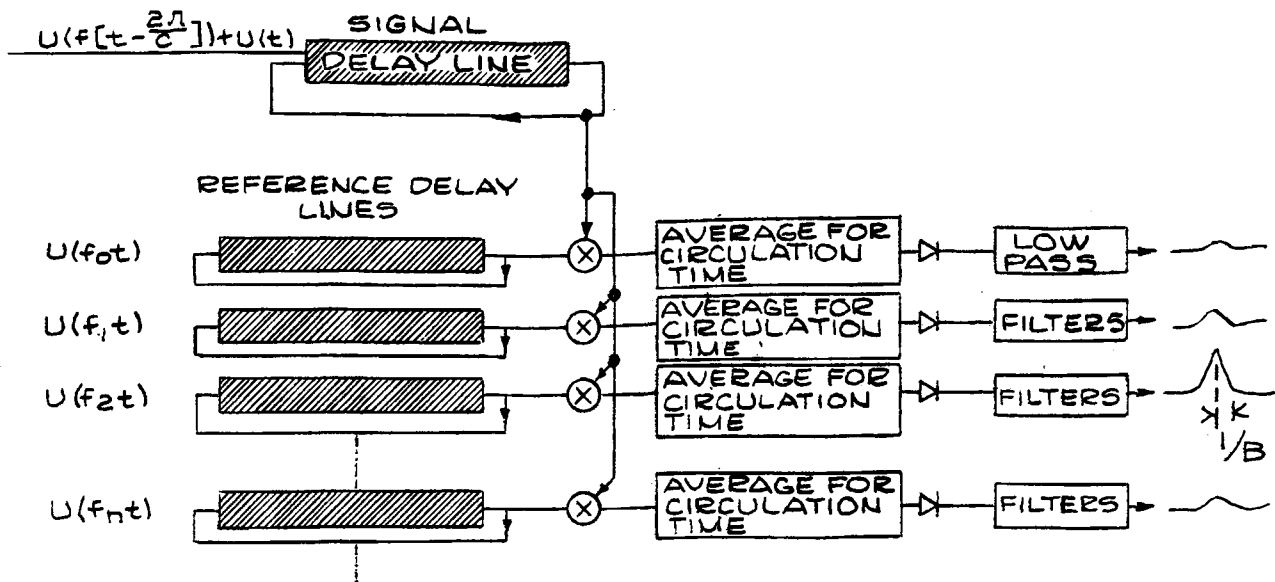 U(f[t-2π/c])+U(t)
SIGNAL
DELAY LINE
REFERENCE DELAY
LINES
U(f₀t)
AVERAGE FOR
CIRCULATION
TIME
LOW
PASS
U(f₁t)
AVERAGE FOR
CIRCULATION
TIME
FILTERS
U(f₂t)
AVERAGE FOR
CIRCULATION
TIME
FILTERS
1/B
U(fₙt)
AVERAGE FOR
CIRCULATION
TIME
FILTERS